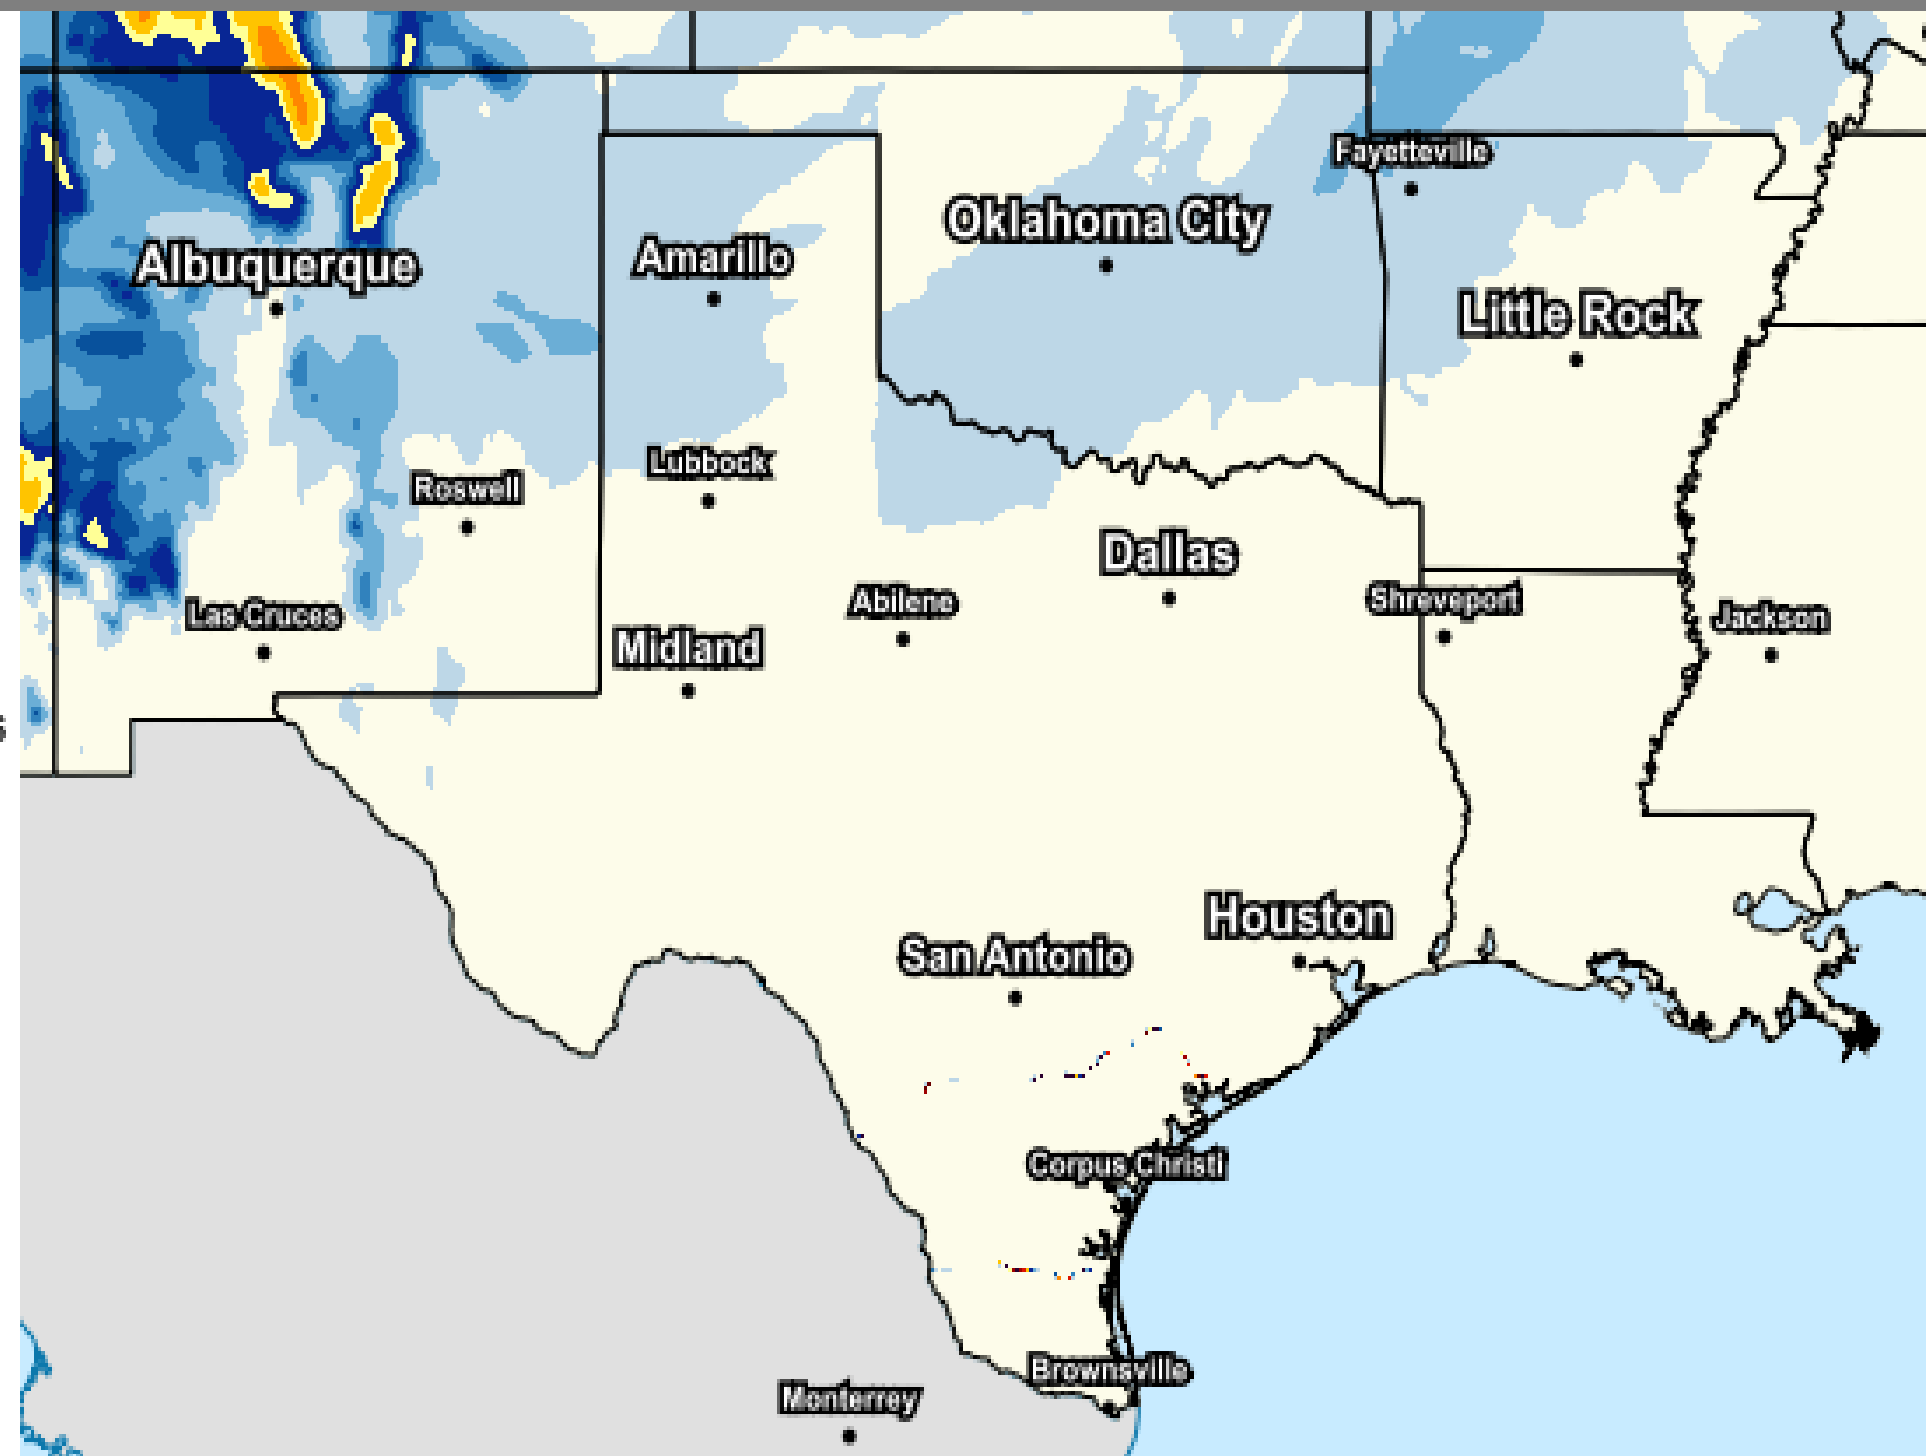 Fayetteville
Oklahoma City
Albuquerque
Amarillo
Little Rock
Lubbock
Roswell
Dallas
Abilene
Shreveport
Las Cruces
Jackson
Midland
Houston
San Antonio
Corpus Christi
Brownsville
Monterrey